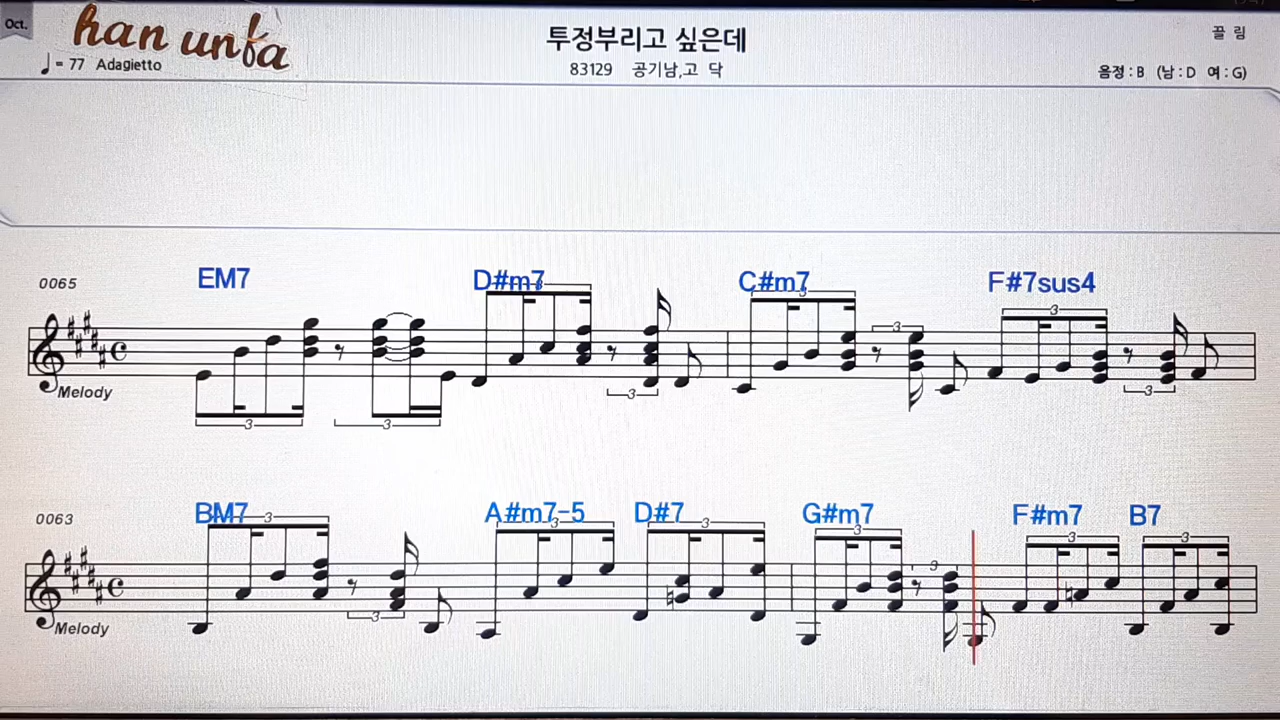 Oct.
han unba
♩= 77 Adagietto
투정부리고 싶은데
83129 공기남,고 닥
끌 림
음정 : B (남 : D 여 : G)
0065
EM7 D#m7 C#m7 F#7sus4
3 3 3 3
Melody
3 3 3 3
0063
BM7 A#m7-5 D#7 G#m7 F#m7 B7
3 3 3 3 3 3 3
3
Melody